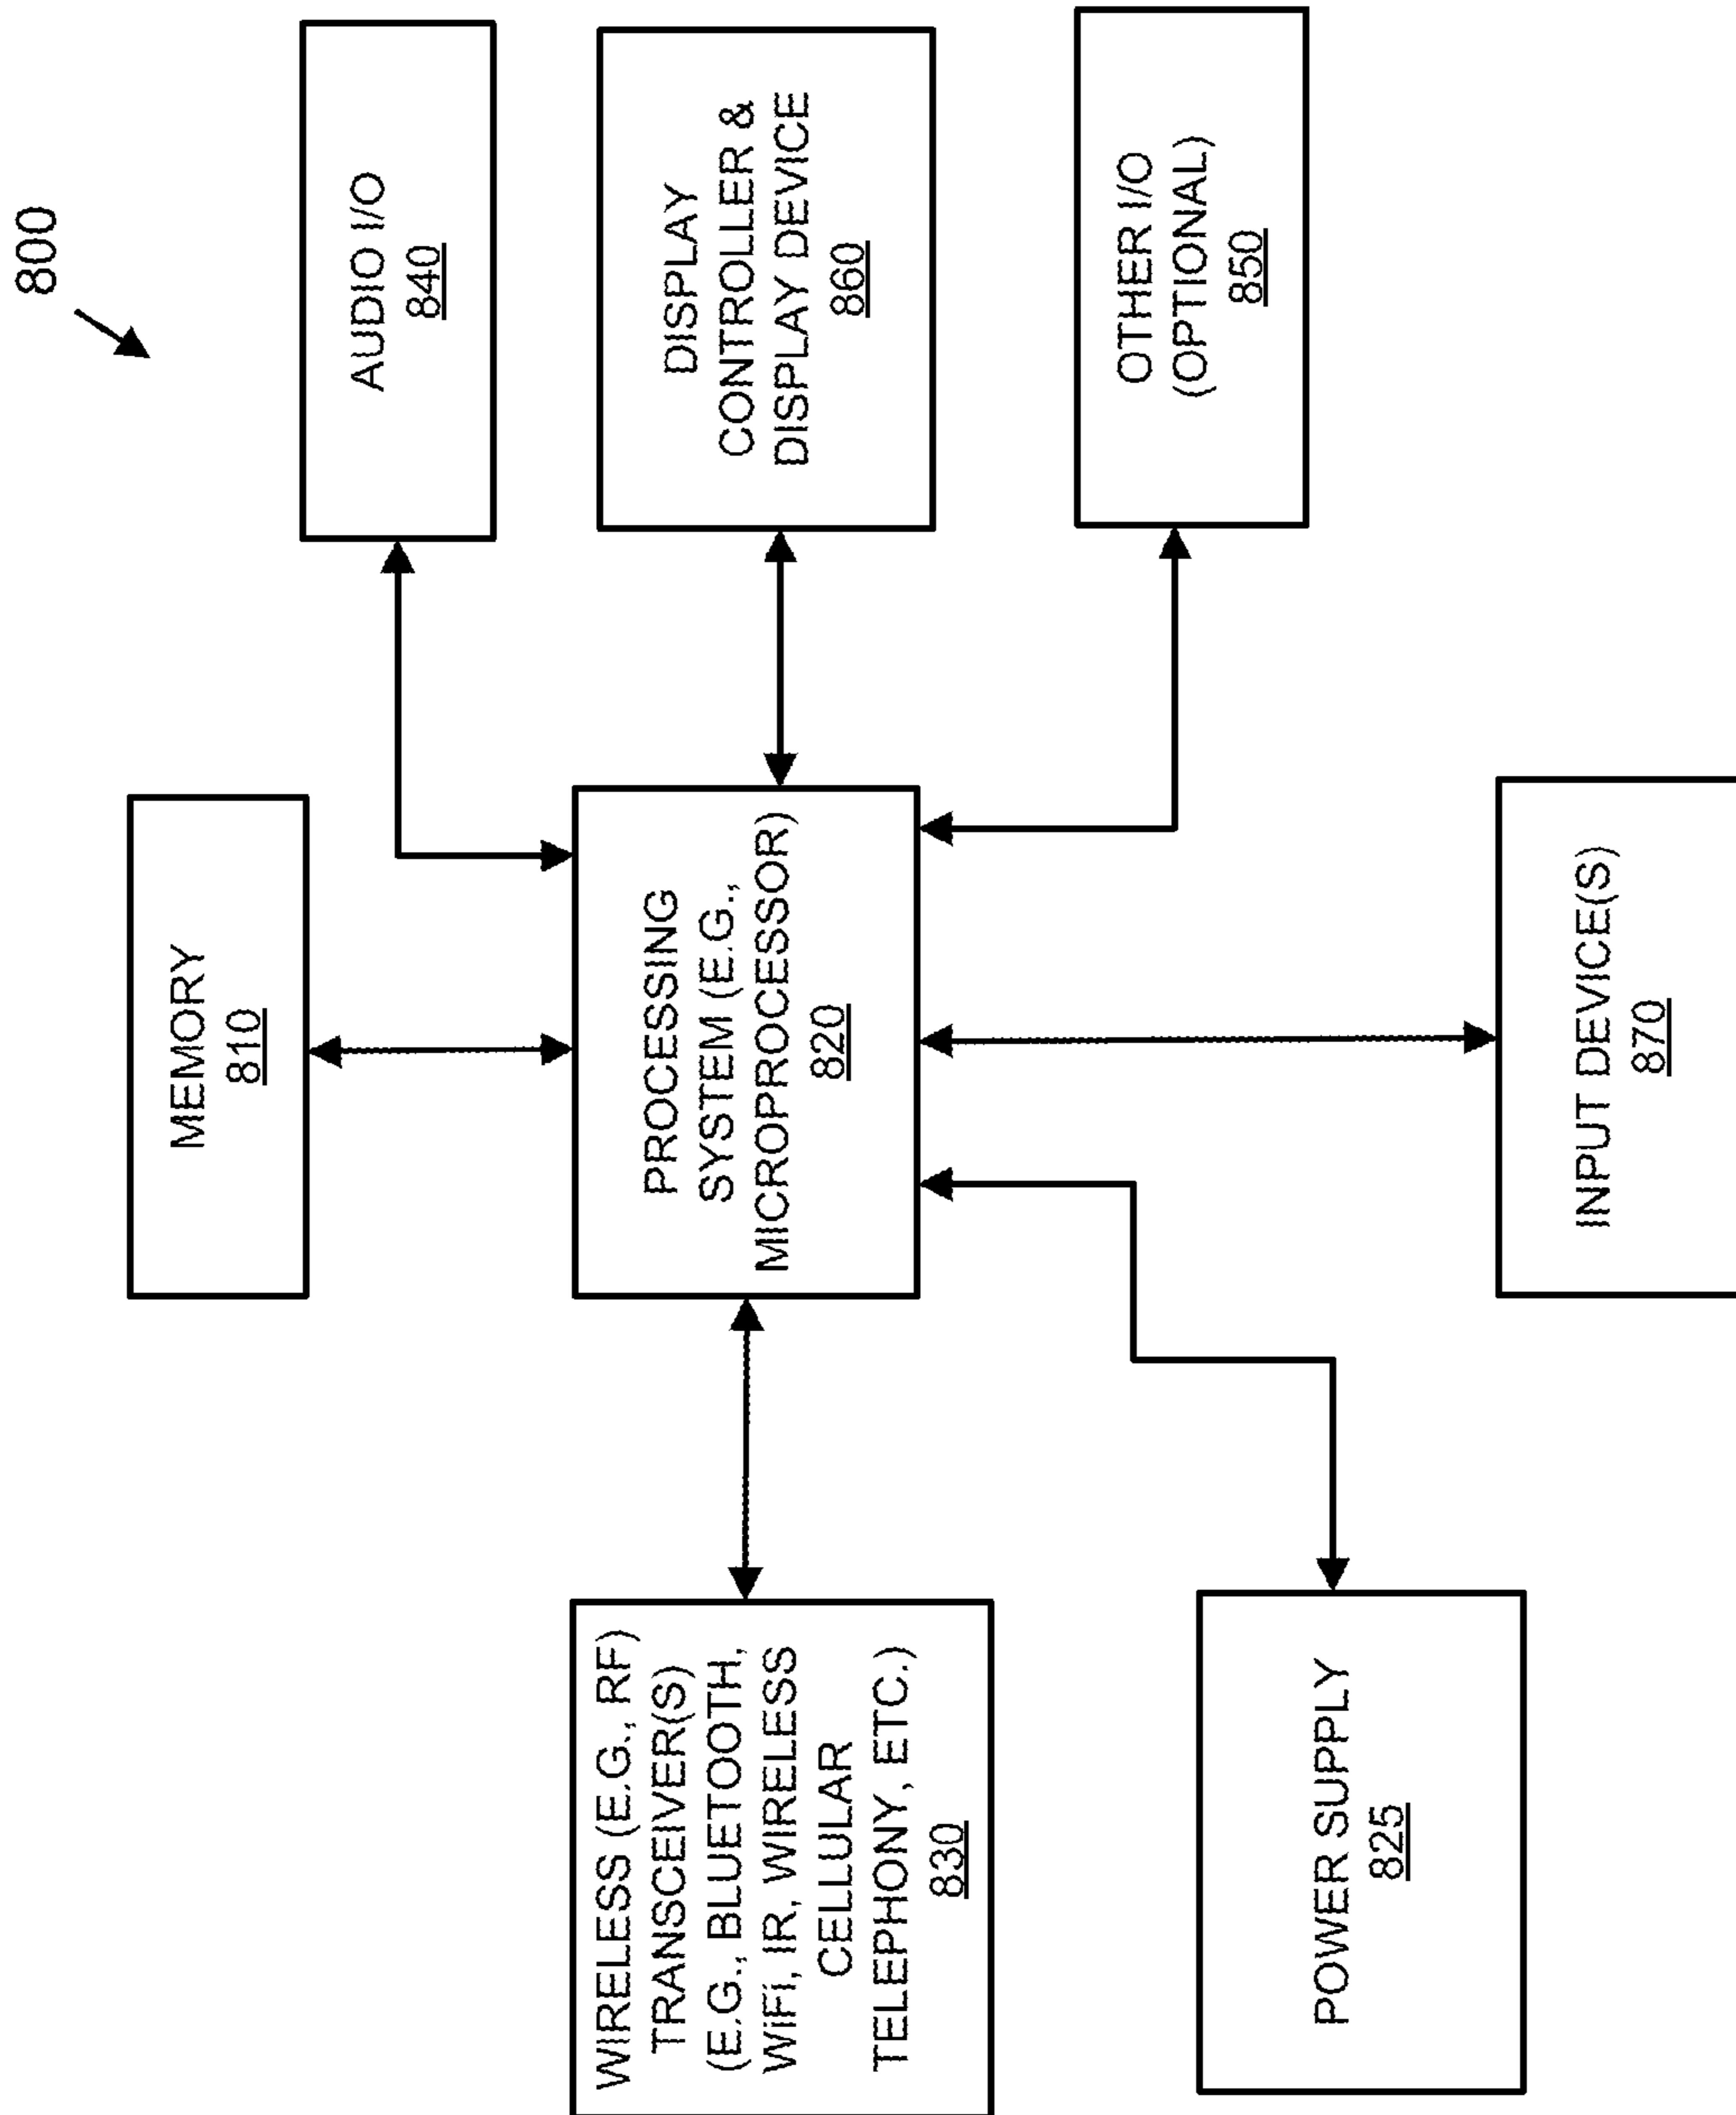 800
MEMORY
810
AUDIO I/O
840
WIRELESS (E.G., RF)
TRANSCEIVER(S)
(E.G., BLUETOOTH,
WiFi, IR, WIRELESS
CELLULAR
TELEPHONY, ETC.)
830
PROCESSING
SYSTEM (E.G.,
MICROPROCESSOR)
820
DISPLAY
CONTROLLER &
DISPLAY DEVICE
860
POWER SUPPLY
825
INPUT DEVICE(S)
870
OTHER I/O
(OPTIONAL)
850